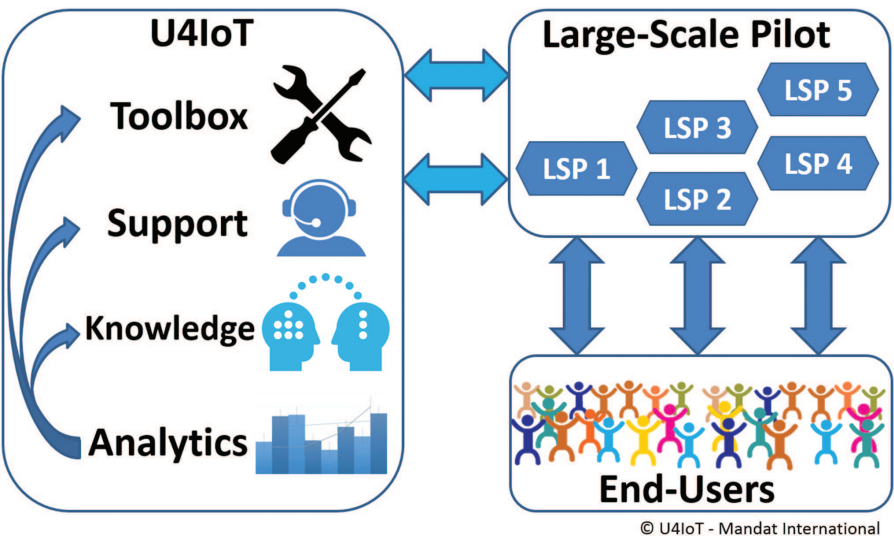 U4IoT
Toolbox
Support
Knowledge
Analytics
Large-Scale Pilot
LSP 5
LSP 3
LSP 1
LSP 4
LSP 2
End-Users
© U4IoT - Mandat International